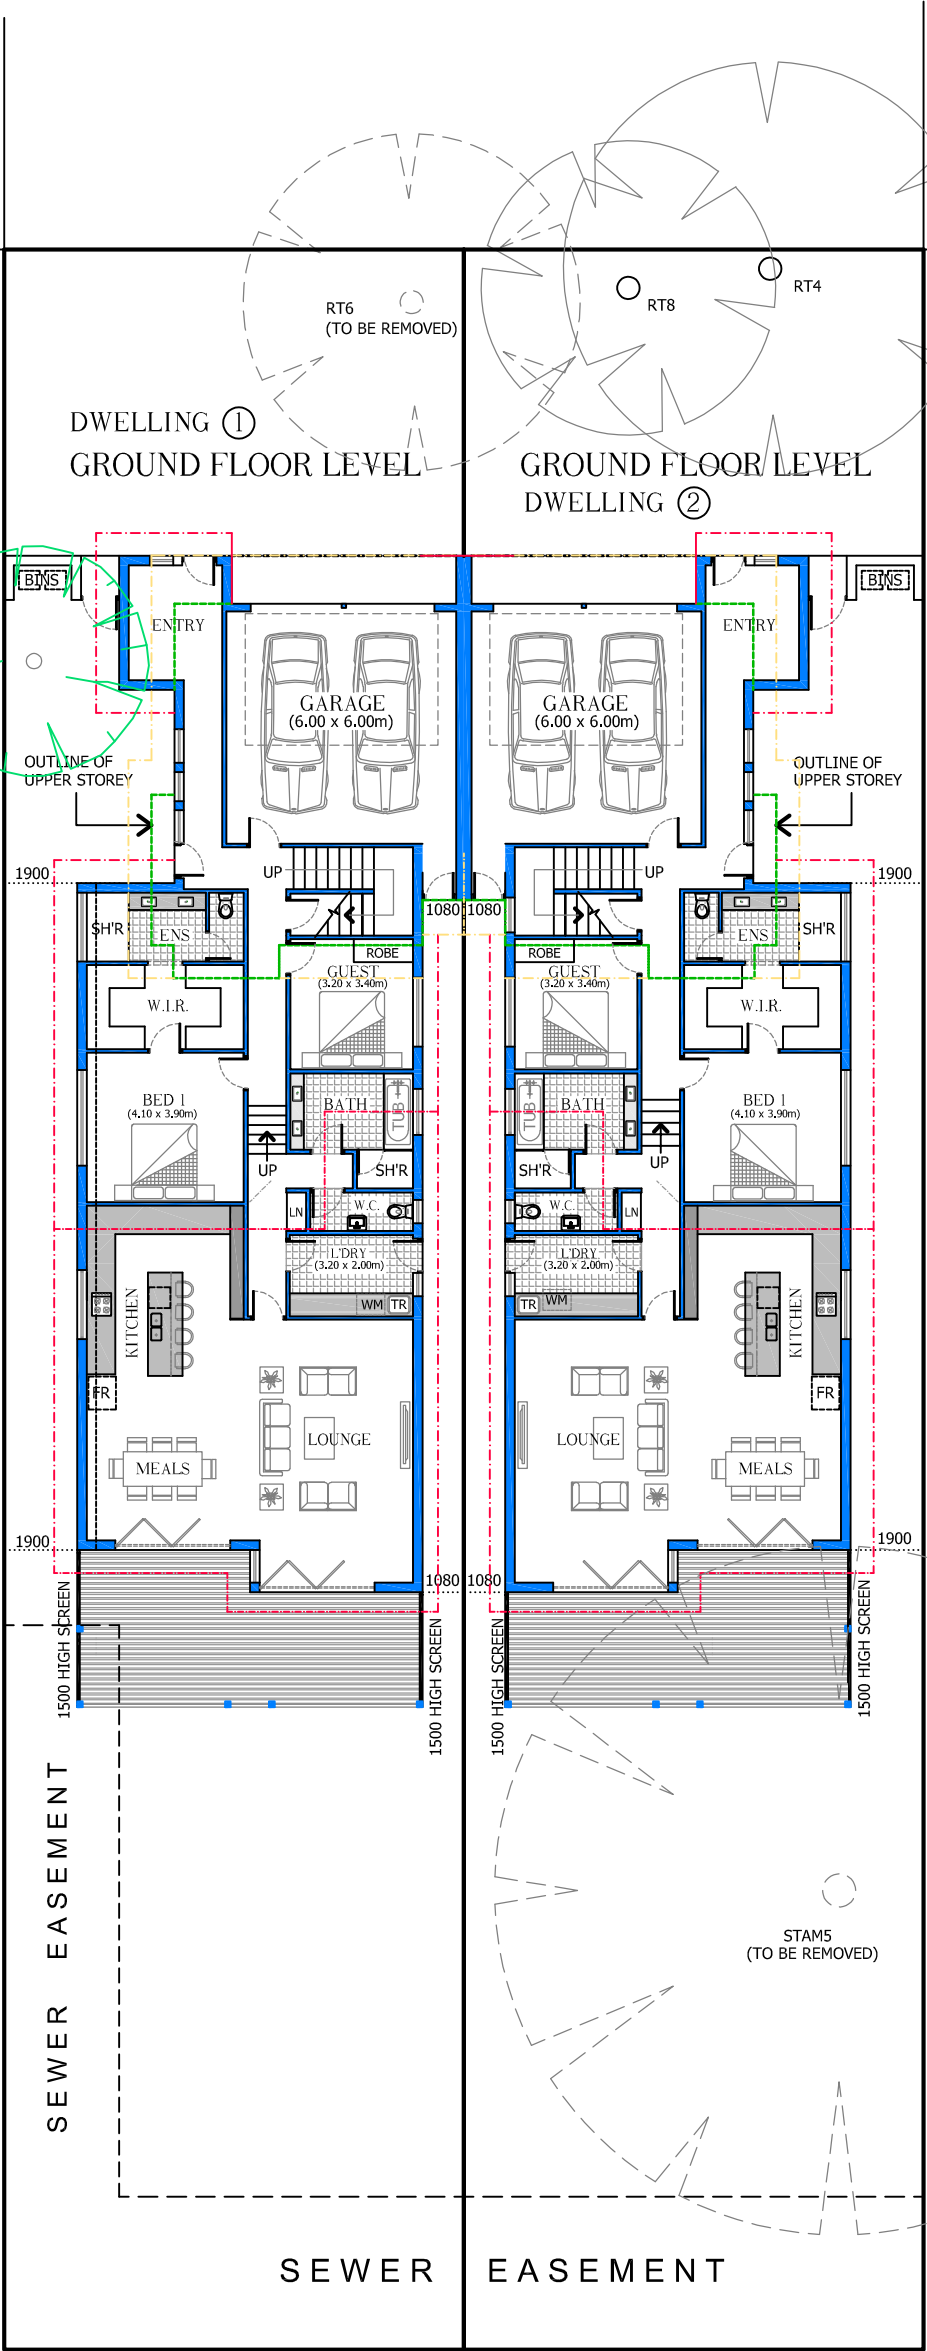 RT4
RT8
RT6
(TO BE REMOVED)
DWELLING 1
GROUND FLOOR LEVEL
GROUND FLOOR LEVEL
DWELLING 2
BINS
BINS
ENTRY
ENTRY
GARAGE
(6.00 x 6.00m)
GARAGE
(6.00 x 6.00m)
OUTLINE OF
UPPER STOREY
OUTLINE OF
UPPER STOREY
1900
UP
UP
1900
1080
1080
SH'R
ENS
ROBE
ROBE
ENS
SH'R
GUEST
(3.20 x 3.40m)
GUEST
(3.20 x 3.40m)
W.I.R.
W.I.R.
BED 1
(4.10 x 3.90m)
BATH
TUB
TUB
BATH
BED 1
(4.10 x 3.90m)
UP
SH'R
SH'R
UP
LN
W.C.
W.C.
LN
L'DRY
(3.20 x 2.00m)
L'DRY
(3.20 x 2.00m)
KITCHEN
WM
TR
TR
WM
KITCHEN
FR
FR
LOUNGE
LOUNGE
MEALS
MEALS
1900
1900
1080
1080
1500 HIGH SCREEN
1500 HIGH SCREEN
1500 HIGH SCREEN
1500 HIGH SCREEN
SEWER EASEMENT
STAM5
(TO BE REMOVED)
SEWER EASEMENT